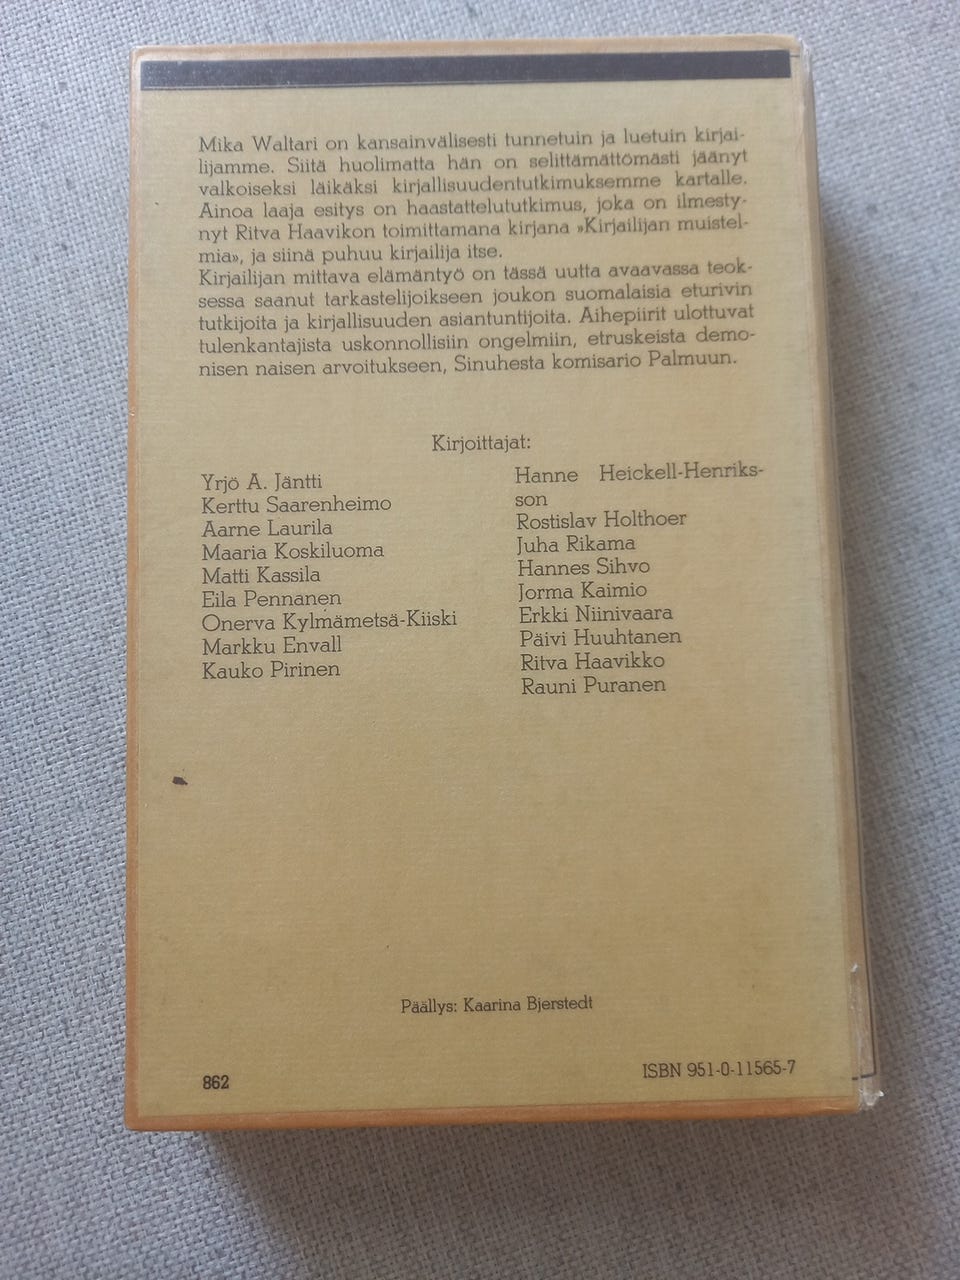 Mika Waltari on kansainvälisesti tunnetuin ja luetuin kirjai-
lijamme. Siitä huolimatta hän on selittämättömästi jäänyt
valkoiseksi läikäksi kirjallisuudentutkimuksemme kartalle.
Ainoa laaja esitys on haastattelututkimus, joka on ilmesty-
nyt Ritva Haavikon toimittamana kirjana »Kirjailijan muistel-
mia», ja siinä puhuu kirjailija itse.
Kirjailijan mittava elämäntyö on tässä uutta avaavassa teok-
sessa saanut tarkastelijoikseen joukon suomalaisia eturivin
tutkijoita ja kirjallisuuden asiantuntijoita. Aihepiirit ulottuvat
tulenkantajista uskonnollisiin ongelmiin, etruskeista demo-
nisen naisen arvoitukseen, Sinuhesta komisario Palmuun.
Kirjoittajat:
Yrjö A. Jäntti
Kerttu Saarenheimo
Aarne Laurila
Maaria Koskiluoma
Matti Kassila
Eila Pennanen
Onerva Kylmämetsä-Kiiski
Markku Envall
Kauko Pirinen
Hanne Heickell-Henriks-
son
Rostislav Holthoer
Juha Rikama
Hannes Sihvo
Jorma Kaimio
Erkki Niinivaara
Päivi Huuhtanen
Ritva Haavikko
Rauni Puranen
Päällys: Kaarina Bjerstedt
862
ISBN 951-0-11565-7